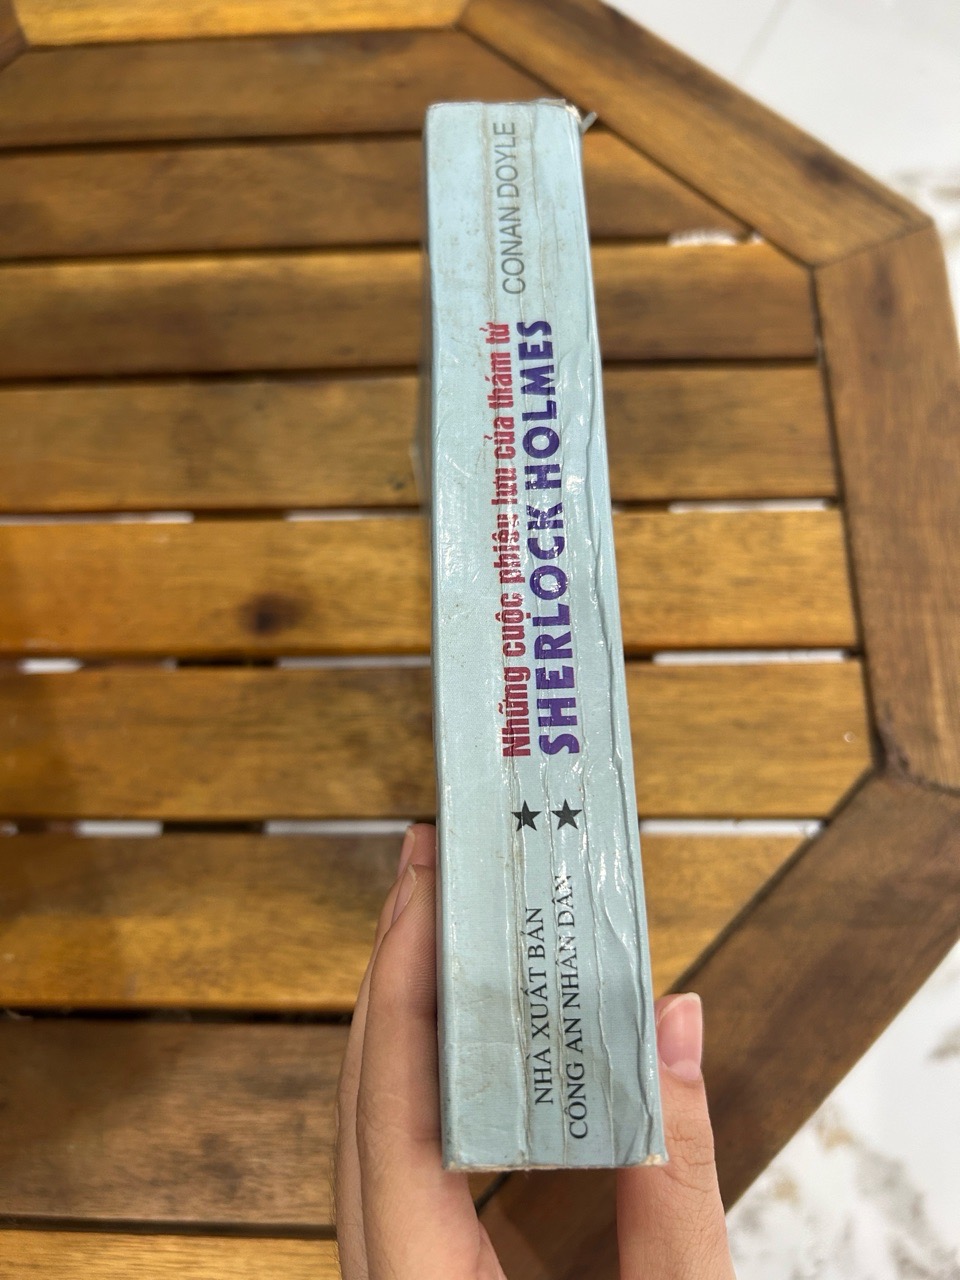 NHÀ XUẤT BẢN
CÔNG AN NHÂN DÂN
Những cuộc phiêu lưu của thám tử
SHERLOCK HOLMES
CONAN DOYLE